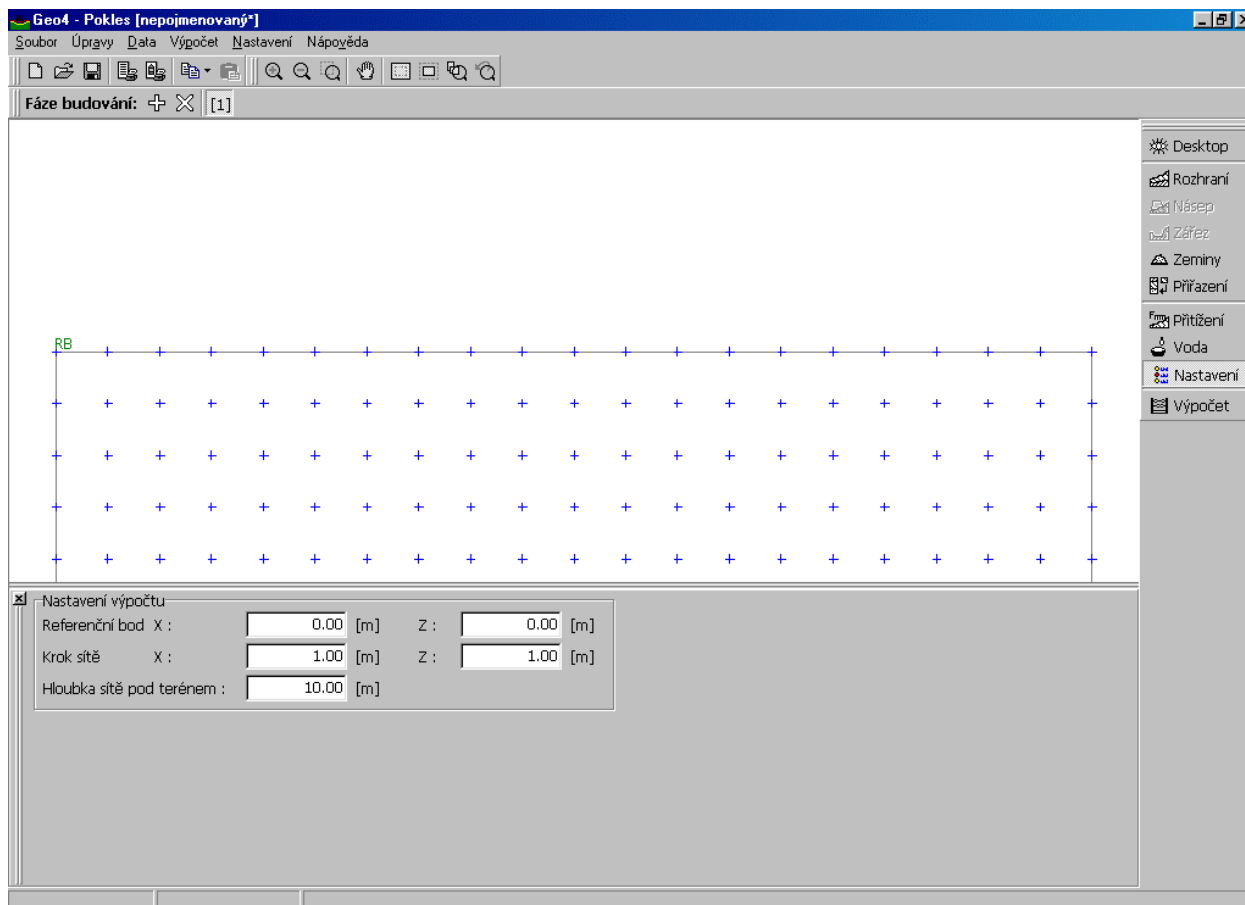 Geo4 - Pokles [nepojmenovaný*]
Soubor Úpravy Data Výpočet Nastavení Nápověda
Fáze budování: [1]
Desktop
Rozhraní
Násep
Zářez
Zeminy
Přiřazení
Přitížení
Voda
Nastavení
Výpočet
RB
Nastavení výpočtu
Referenční bod X : 0.00 [m] Z : 0.00 [m]
Krok sítě X : 1.00 [m] Z : 1.00 [m]
Hloubka sítě pod terénem : 10.00 [m]